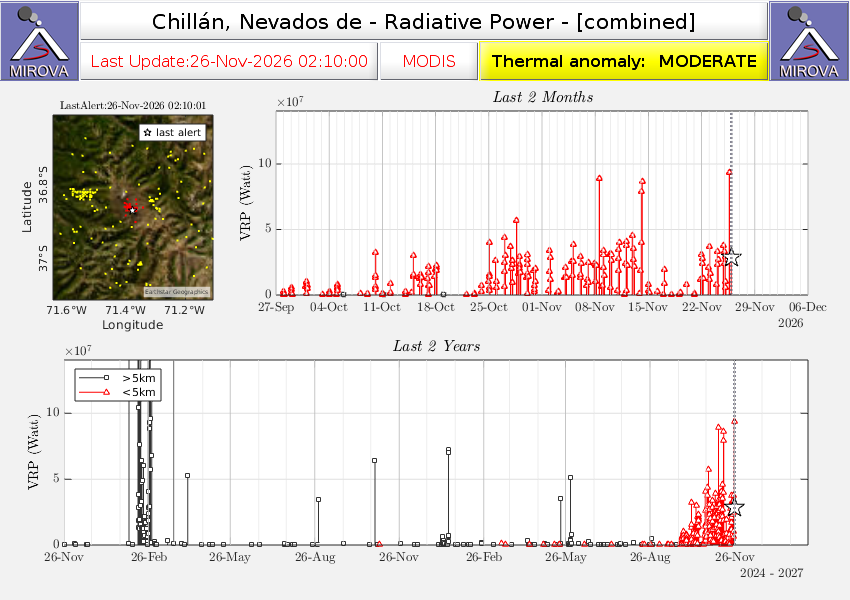 Chillán, Nevados de - Radiative Power - [combined]
MIROVA
Last Update:26-Nov-2026 02:10:00
MODIS
Thermal anomaly: MODERATE
MIROVA
LastAlert:26-Nov-2026 02:10:01
last alert
Latitude
36.8°S
37°S
Earthstar Geographics
71.6°W 71.4°W 71.2°W
Longitude
Last 2 Months
×10⁷
VRP (Watt)
10
5
0
27-Sep 04-Oct 11-Oct 18-Oct 25-Oct 01-Nov 08-Nov 15-Nov 22-Nov 29-Nov 06-Dec
2026
Last 2 Years
×10⁷
>5km
<5km
VRP (Watt)
10
5
0
26-Nov 26-Feb 26-May 26-Aug 26-Nov 26-Feb 26-May 26-Aug 26-Nov
2024 - 2027